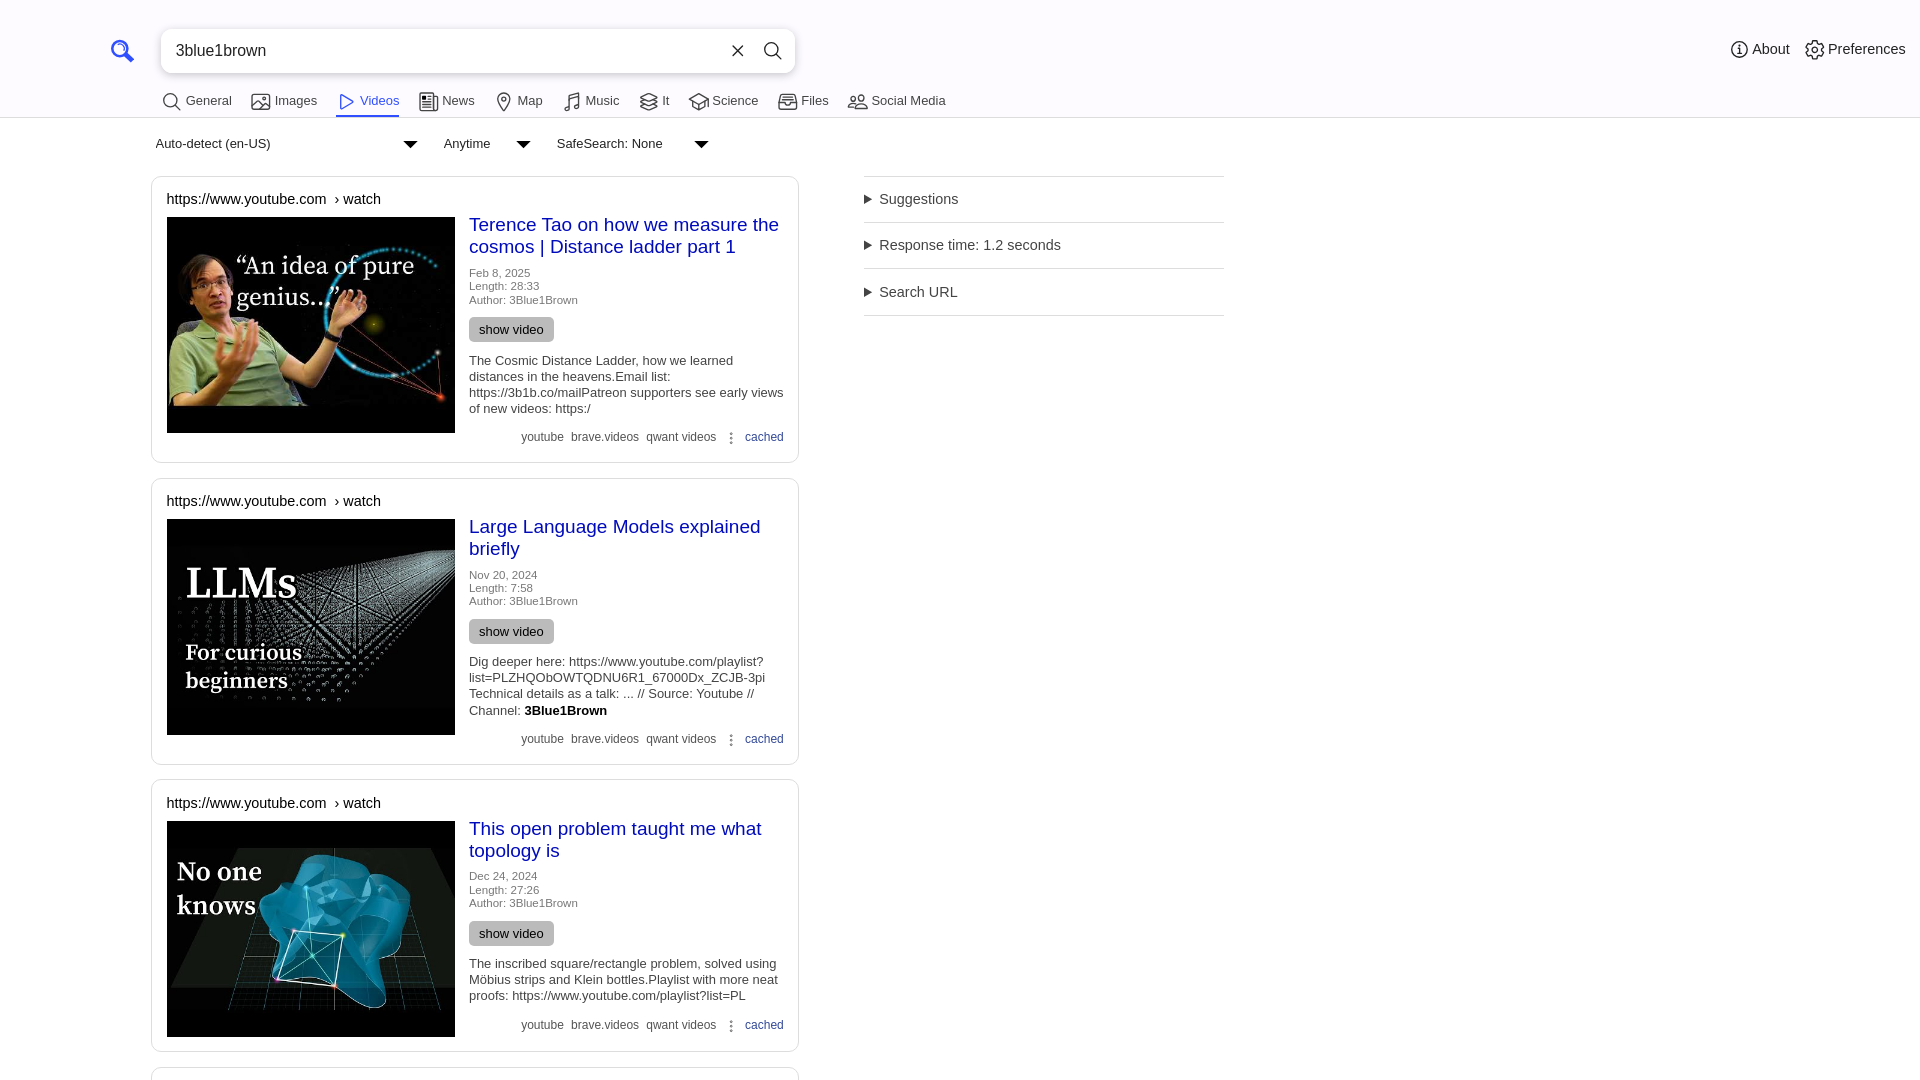 3blue1brown
About
Preferences
General
Images
Videos
News
Map
Music
It
Science
Files
Social Media
Auto-detect (en-US)
Anytime
SafeSearch: None
https://www.youtube.com › watch
“An idea of pure
genius...”
Terence Tao on how we measure the
cosmos | Distance ladder part 1
Feb 8, 2025
Length: 28:33
Author: 3Blue1Brown
show video
The Cosmic Distance Ladder, how we learned
distances in the heavens.Email list:
https://3b1b.co/mailPatreon supporters see early views
of new videos: https:/
youtube brave.videos qwant videos cached
https://www.youtube.com › watch
LLMs
For curious
beginners
Large Language Models explained
briefly
Nov 20, 2024
Length: 7:58
Author: 3Blue1Brown
show video
Dig deeper here: https://www.youtube.com/playlist?
list=PLZHQObOWTQDNU6R1_67000Dx_ZCJB-3pi
Technical details as a talk: ... // Source: Youtube //
Channel: 3Blue1Brown
youtube brave.videos qwant videos cached
https://www.youtube.com › watch
No one
knows
This open problem taught me what
topology is
Dec 24, 2024
Length: 27:26
Author: 3Blue1Brown
show video
The inscribed square/rectangle problem, solved using
Möbius strips and Klein bottles.Playlist with more neat
proofs: https://www.youtube.com/playlist?list=PL
youtube brave.videos qwant videos cached
Suggestions
Response time: 1.2 seconds
Search URL